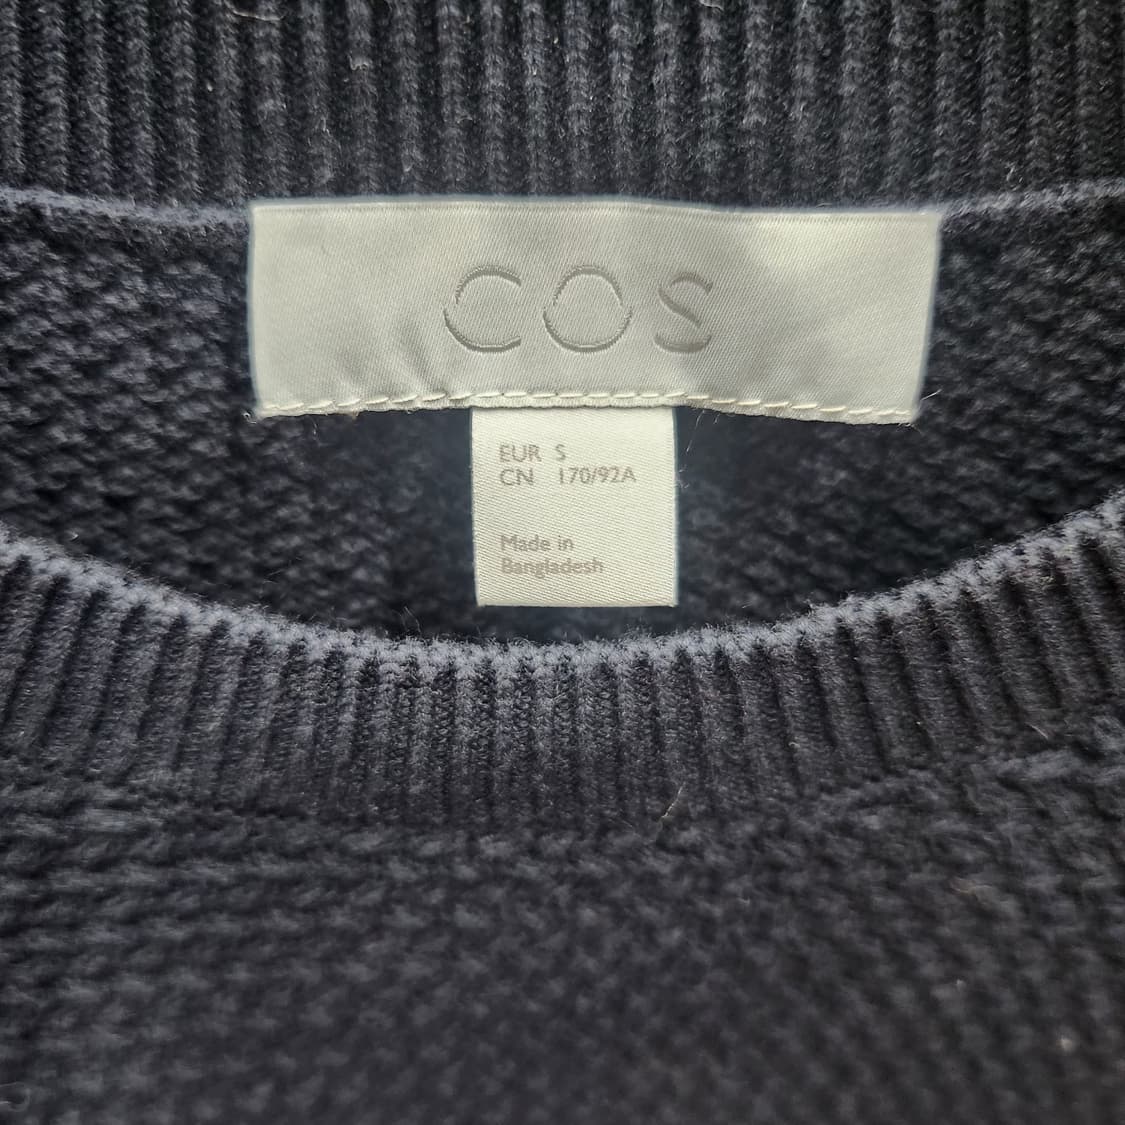 COS
EUR S
CN 170/92A
Made in
Bangladesh